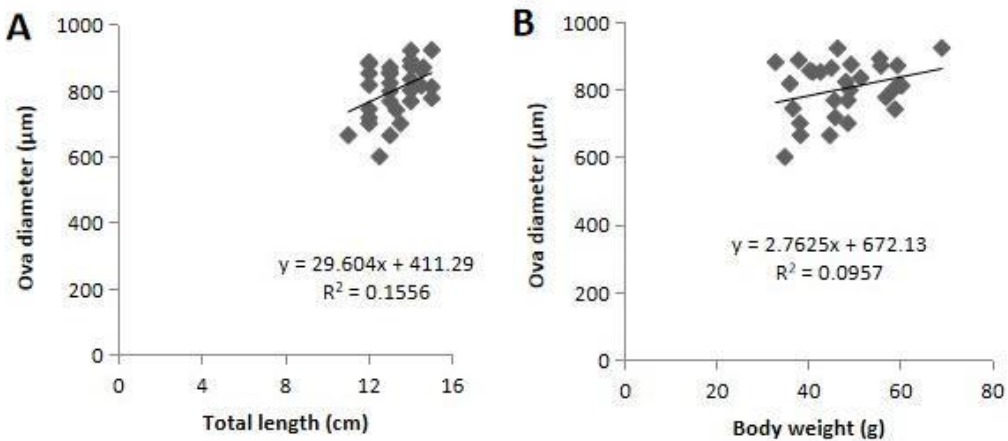 A
Ova diameter (µm)
1000
800
600
400
200
0
y = 29.604x + 411.29
R² = 0.1556
0 4 8 12 16
Total length (cm)
B
Ova diameter (µm)
1000
800
600
400
200
0
y = 2.7625x + 672.13
R² = 0.0957
0 20 40 60 80
Body weight (g)